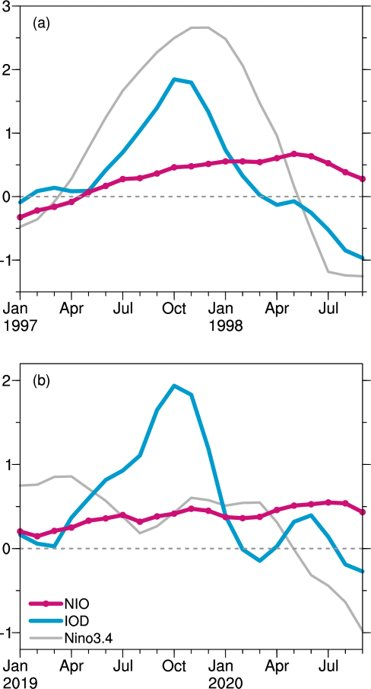 (a)
3
2
1
0
-1
Jan Apr Jul Oct Jan Apr Jul
1997 1998
(b)
2
1
0
-1
NIO
IOD
Nino3.4
Jan Apr Jul Oct Jan Apr Jul
2019 2020